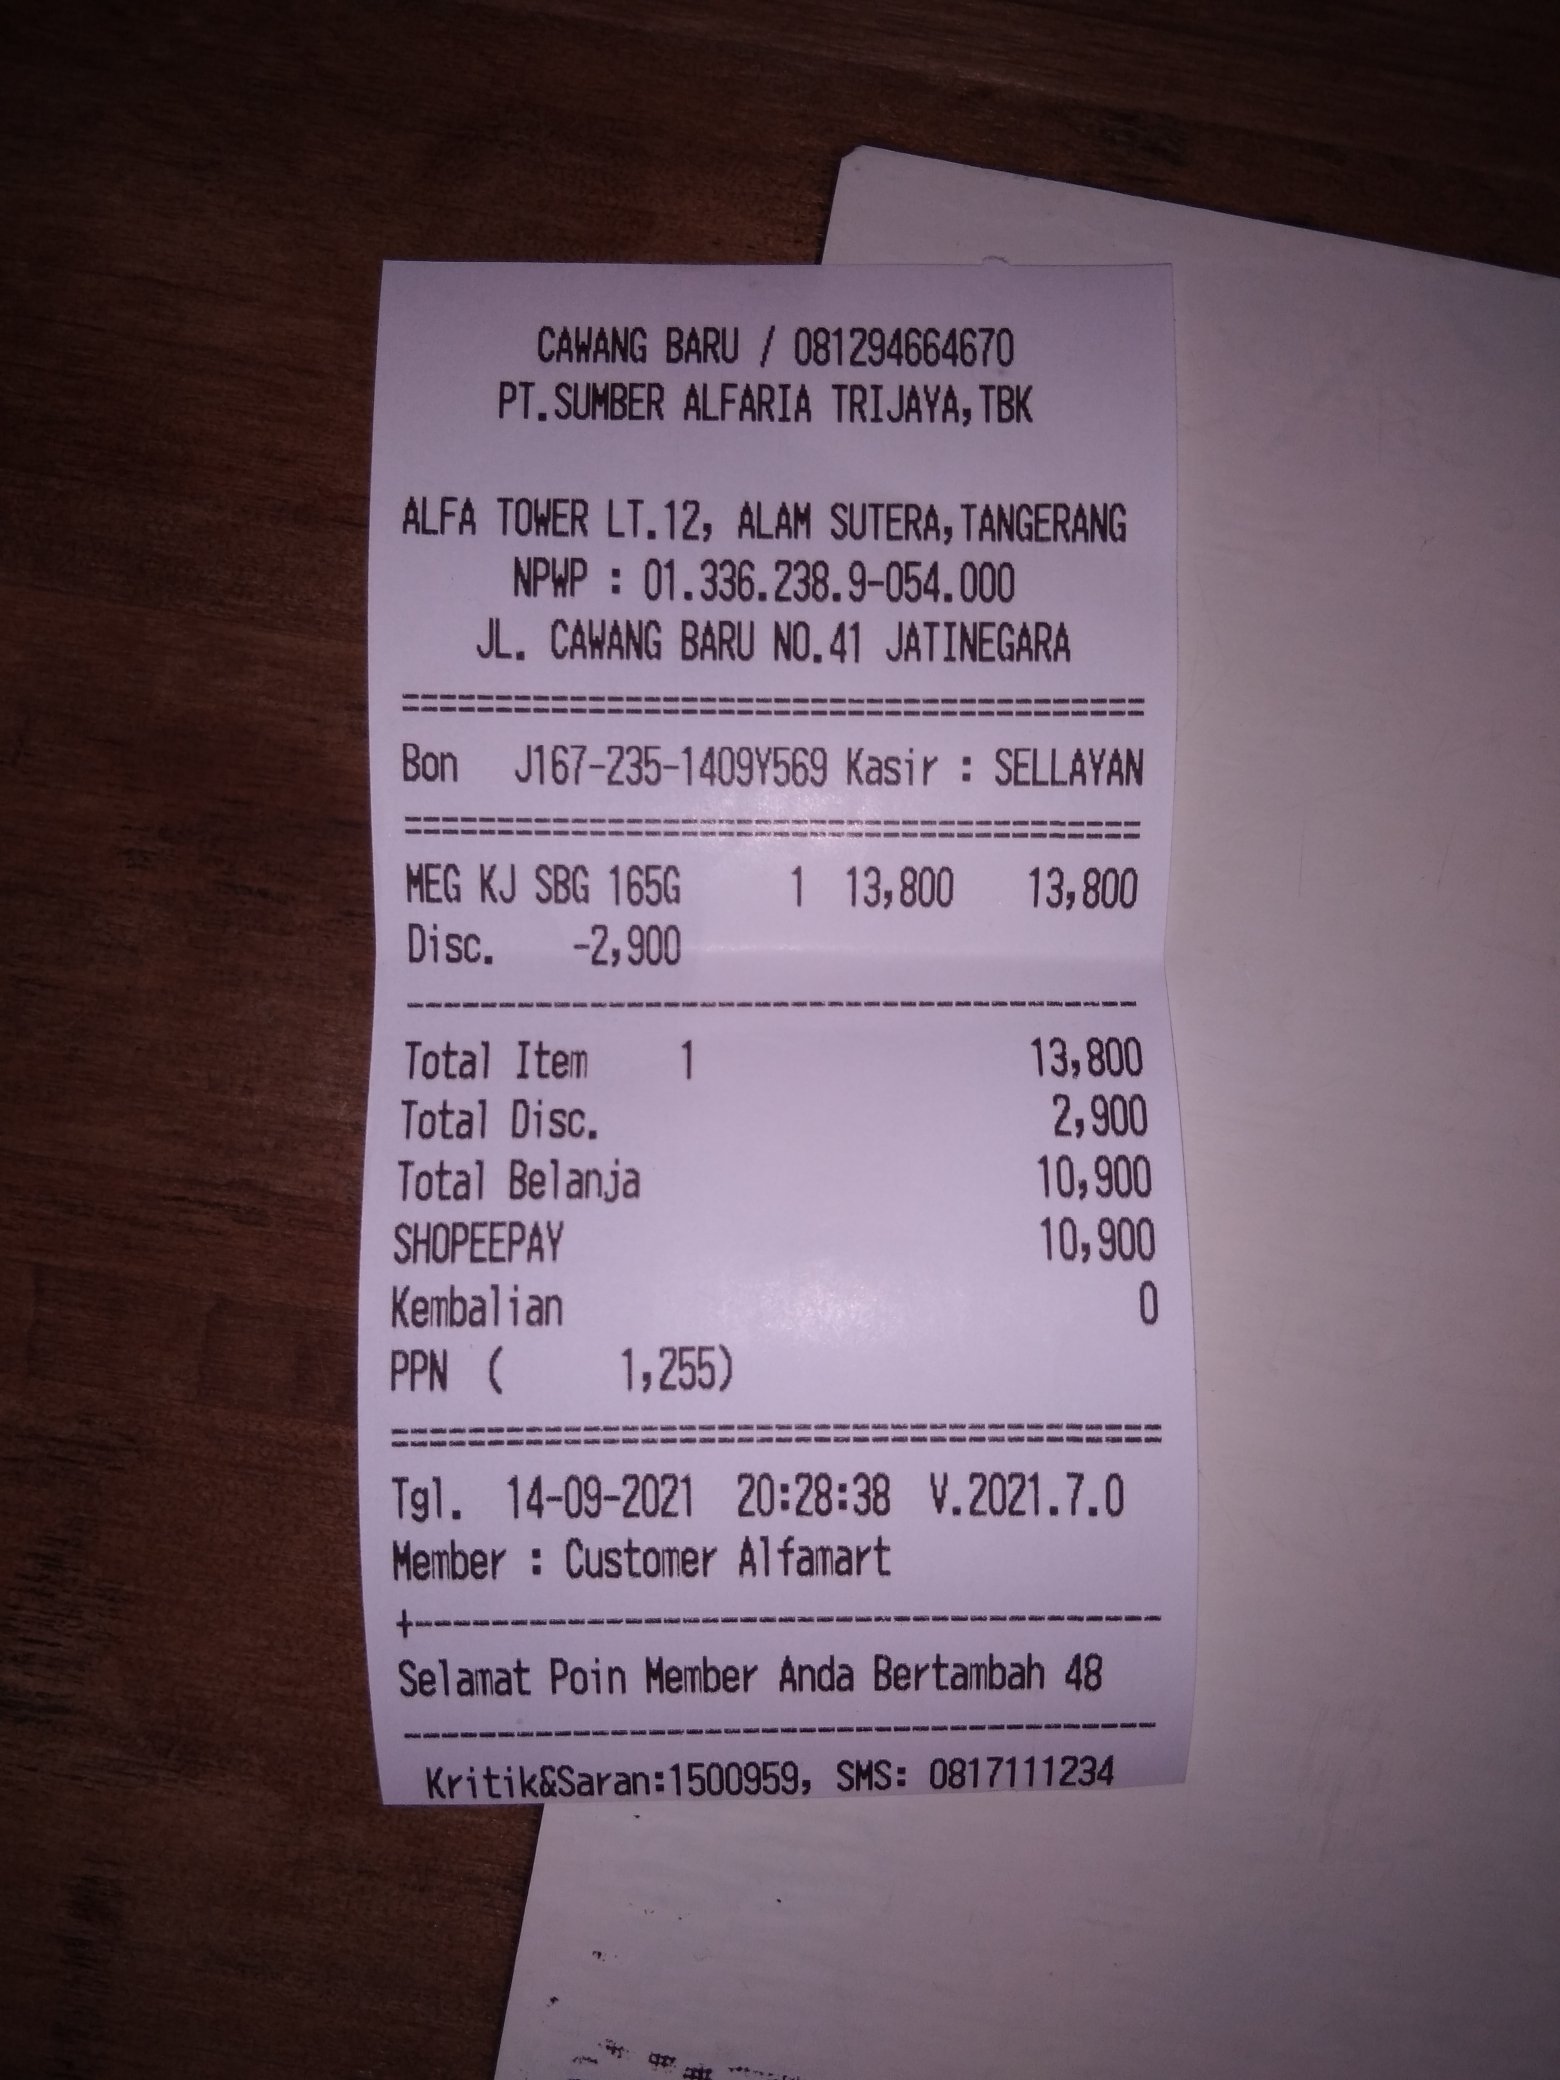 CAWANG BARU / 081294664670
PT.SUMBER ALFARIA TRIJAYA,TBK
ALFA TOWER LT.12, ALAM SUTERA,TANGERANG
NPWP : 01.336.238.9-054.000
JL. CAWANG BARU NO.41 JATINEGARA
========================================
Bon J167-235-1409Y569 Kasir : SELLAYAN
========================================
MEG KJ SBG 165G 1 13,800 13,800
Disc. -2,900
----------------------------------------
Total Item 1 13,800
Total Disc. 2,900
Total Belanja 10,900
SHOPEEPAY 10,900
Kembalian 0
PPN ( 1,255)
========================================
Tgl. 14-09-2021 20:28:38 V.2021.7.0
Member : Customer Alfamart
+---------------------------------------
Selamat Poin Member Anda Bertambah 48
----------------------------------------
Kritik&Saran:1500959, SMS: 0817111234